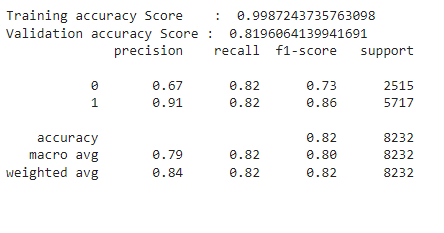 Training accuracy Score    :  0.9987243735763098
Validation accuracy Score :  0.8196064139941691
              precision    recall  f1-score   support
           0       0.67      0.82      0.73      2515
           1       0.91      0.82      0.86      5717
    accuracy                           0.82      8232
   macro avg       0.79      0.82      0.80      8232
weighted avg       0.84      0.82      0.82      8232